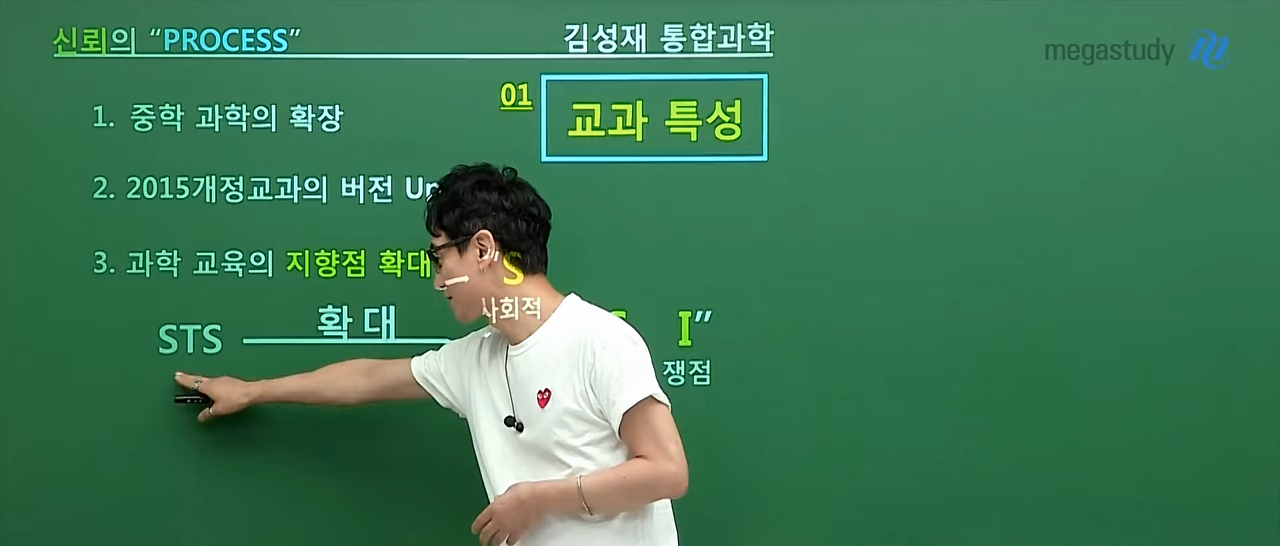 신뢰의 “PROCESS” 김성재 통합과학
megastudy
01 교과 특성
1. 중학 과학의 확장
2. 2015개정교과의 버전 Up
3. 과학 교육의 지향점 확대
S
사회적
STS 확대 I”
쟁점